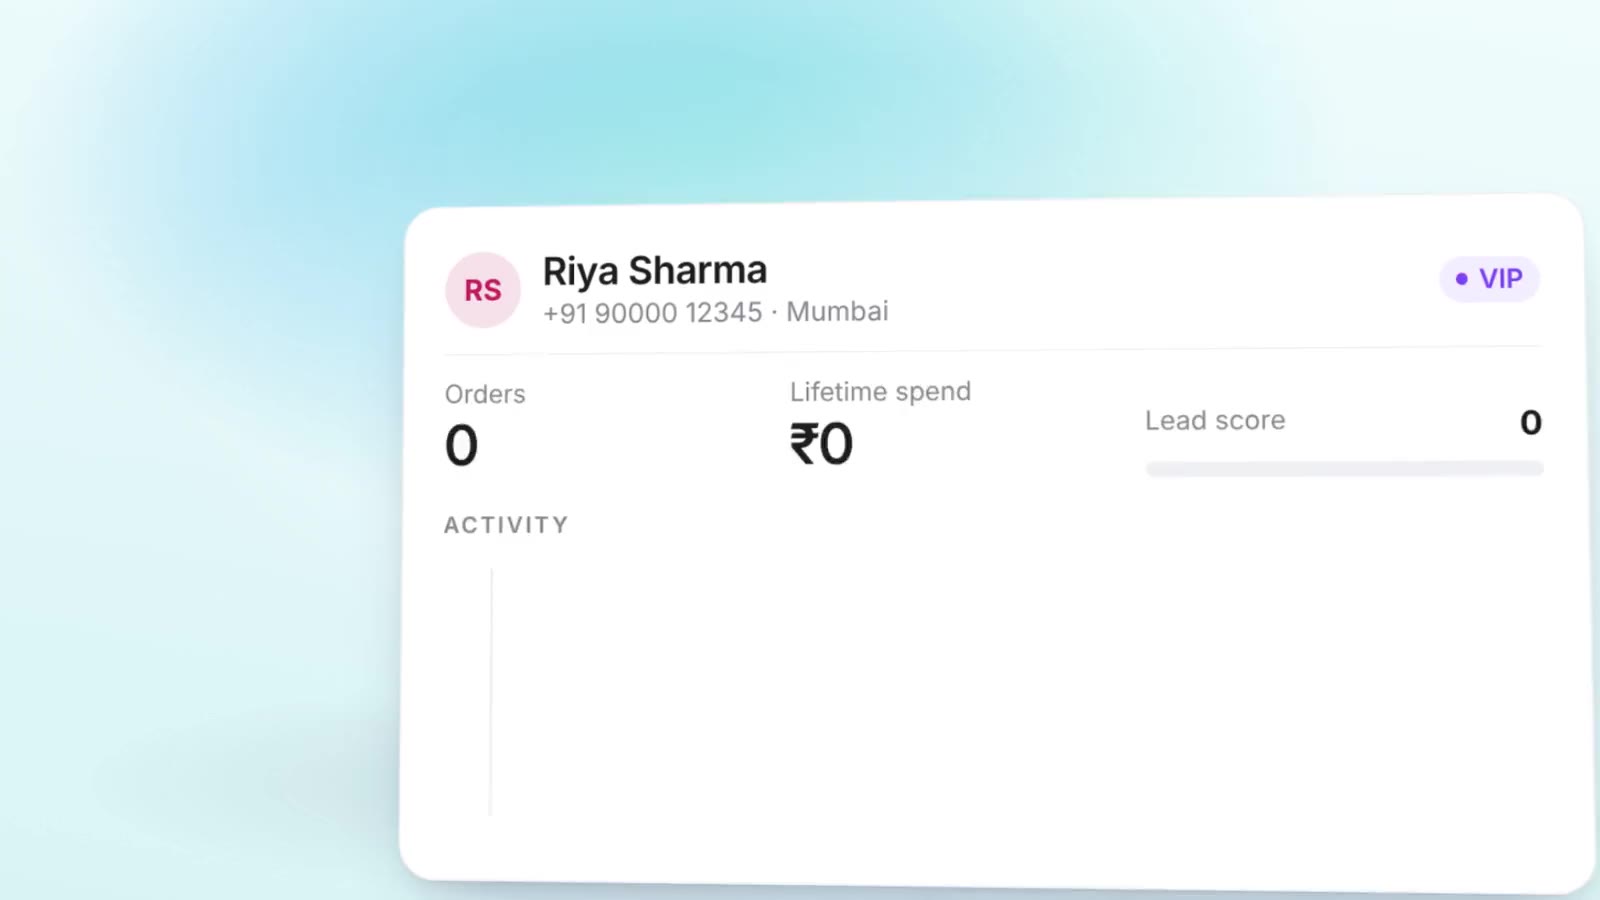 RS
Riya Sharma
+91 90000 12345 · Mumbai
VIP
Orders
0
Lifetime spend
₹0
Lead score
0
ACTIVITY